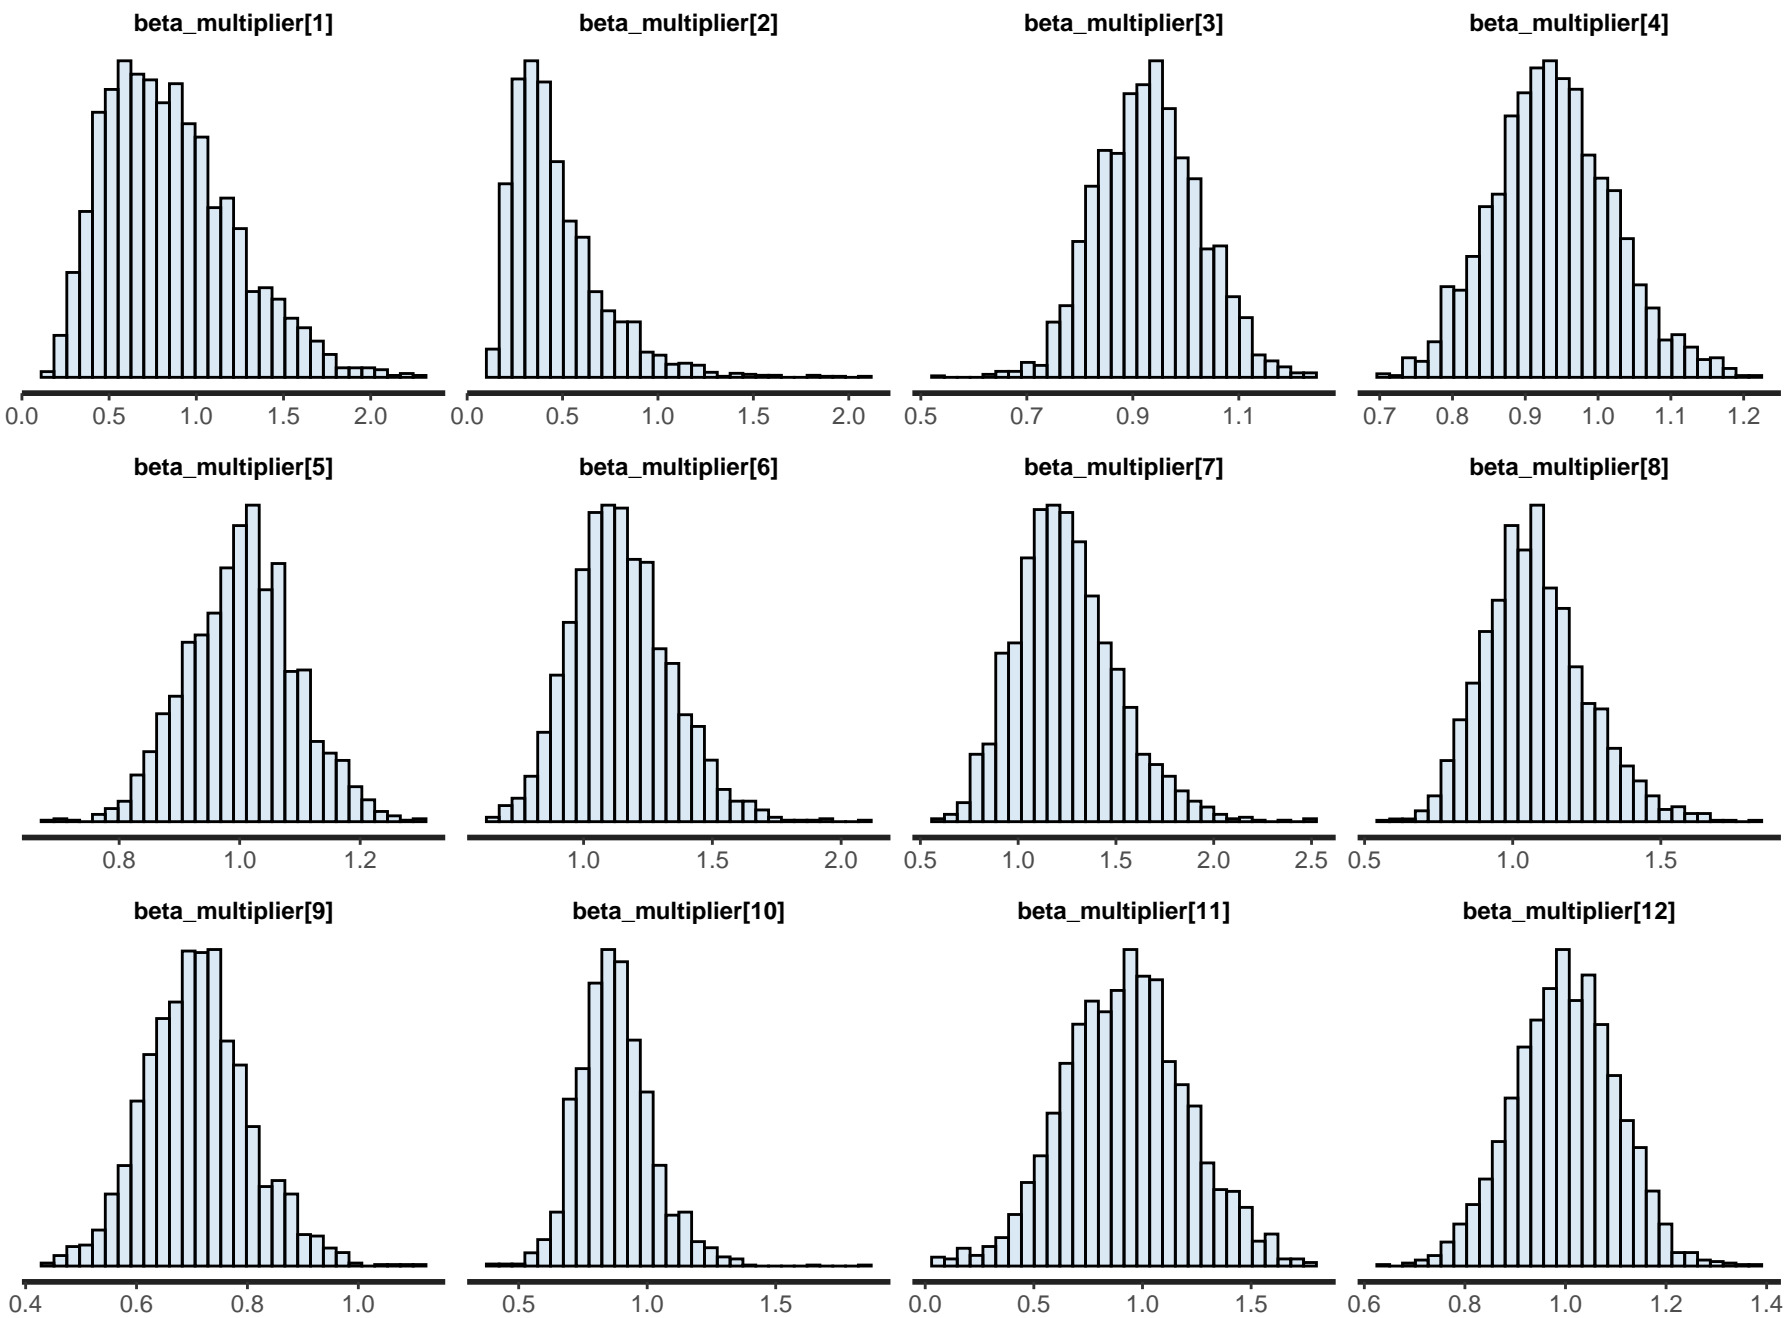 beta_multiplier[1] beta_multiplier[2] beta_multiplier[3] beta_multiplier[4]
0.0 0.5 1.0 1.5 2.0 0.0 0.5 1.0 1.5 2.0 0.5 0.7 0.9 1.1 0.7 0.8 0.9 1.0 1.1 1.2
beta_multiplier[5] beta_multiplier[6] beta_multiplier[7] beta_multiplier[8]
0.8 1.0 1.2 1.0 1.5 2.0 0.5 1.0 1.5 2.0 2.5 0.5 1.0 1.5
beta_multiplier[9] beta_multiplier[10] beta_multiplier[11] beta_multiplier[12]
0.4 0.6 0.8 1.0 0.5 1.0 1.5 0.0 0.5 1.0 1.5 0.6 0.8 1.0 1.2 1.4